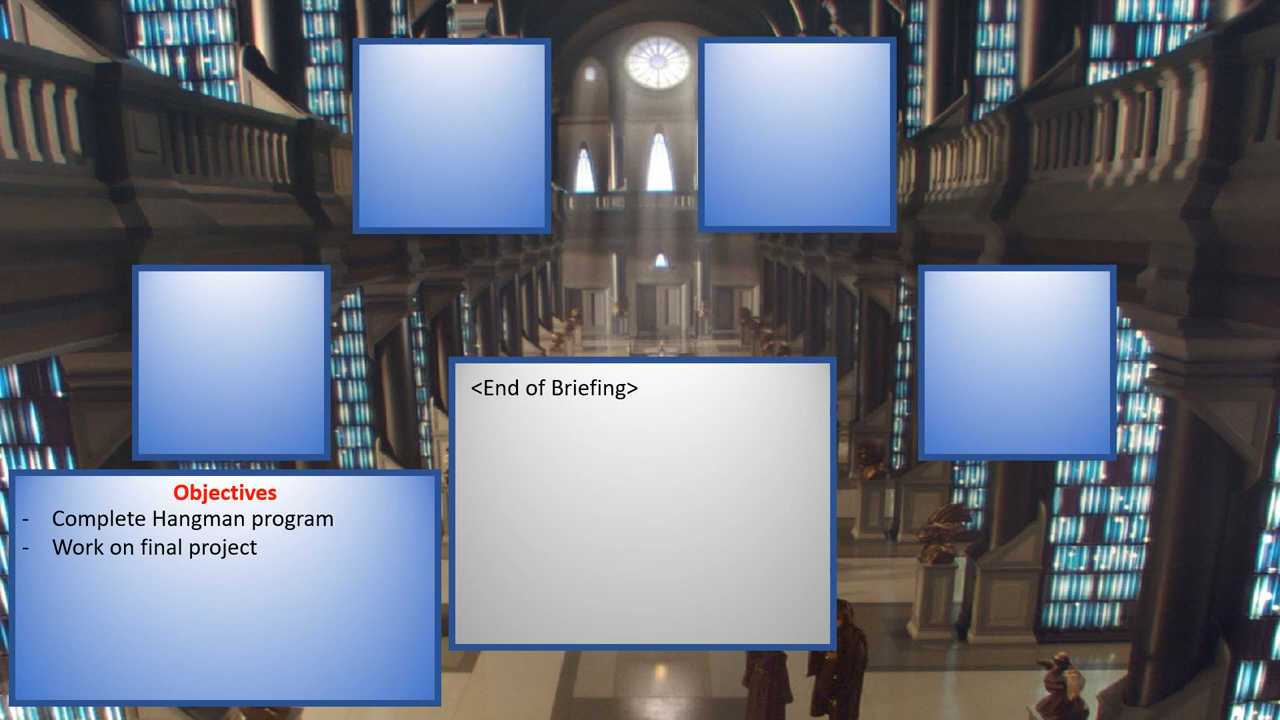 <End of Briefing>
Objectives
- Complete Hangman program
- Work on final project